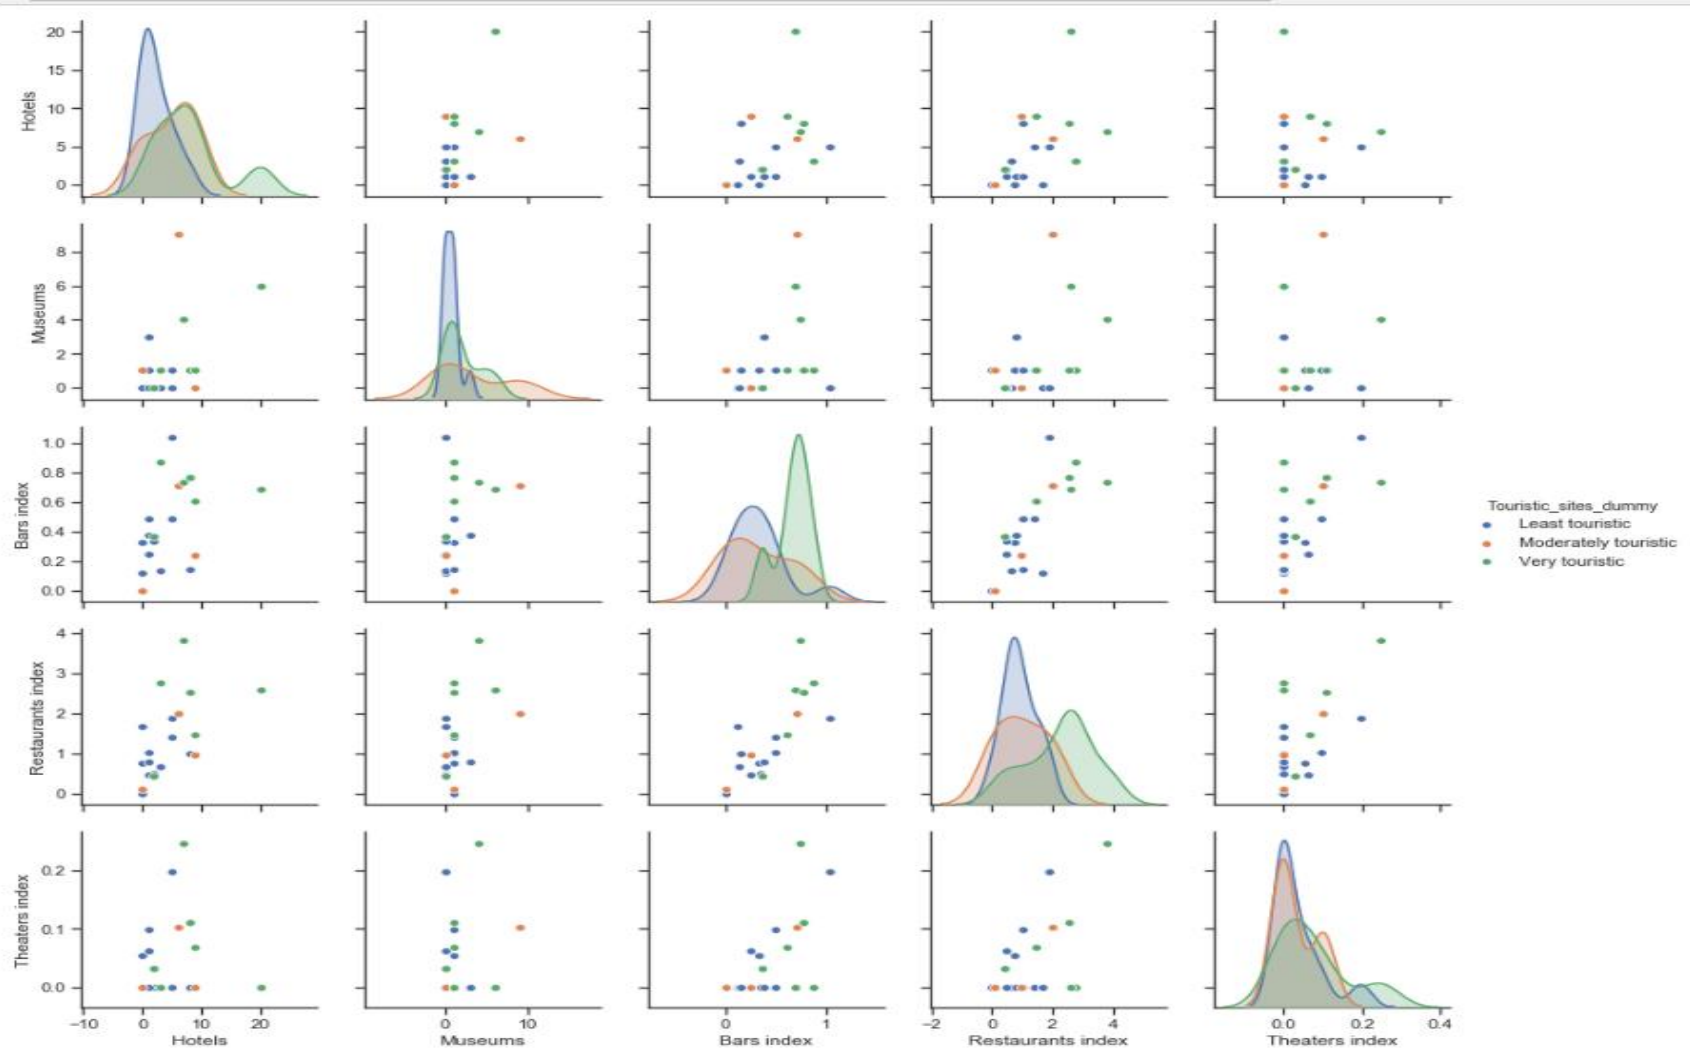 20
15
10
5
0
Hotels
8
6
4
2
0
Museums
1.0
0.8
0.6
0.4
0.2
0.0
Bars index
Touristic_sites_dummy
Least touristic
Moderately touristic
Very touristic
4
3
2
1
0
Restaurants index
0.2
0.1
0.0
Theaters index
−10 0 10 20
0 10
0 1
−2 0 2 4
0.0 0.2 0.4
Hotels
Museums
Bars index
Restaurants index
Theaters index